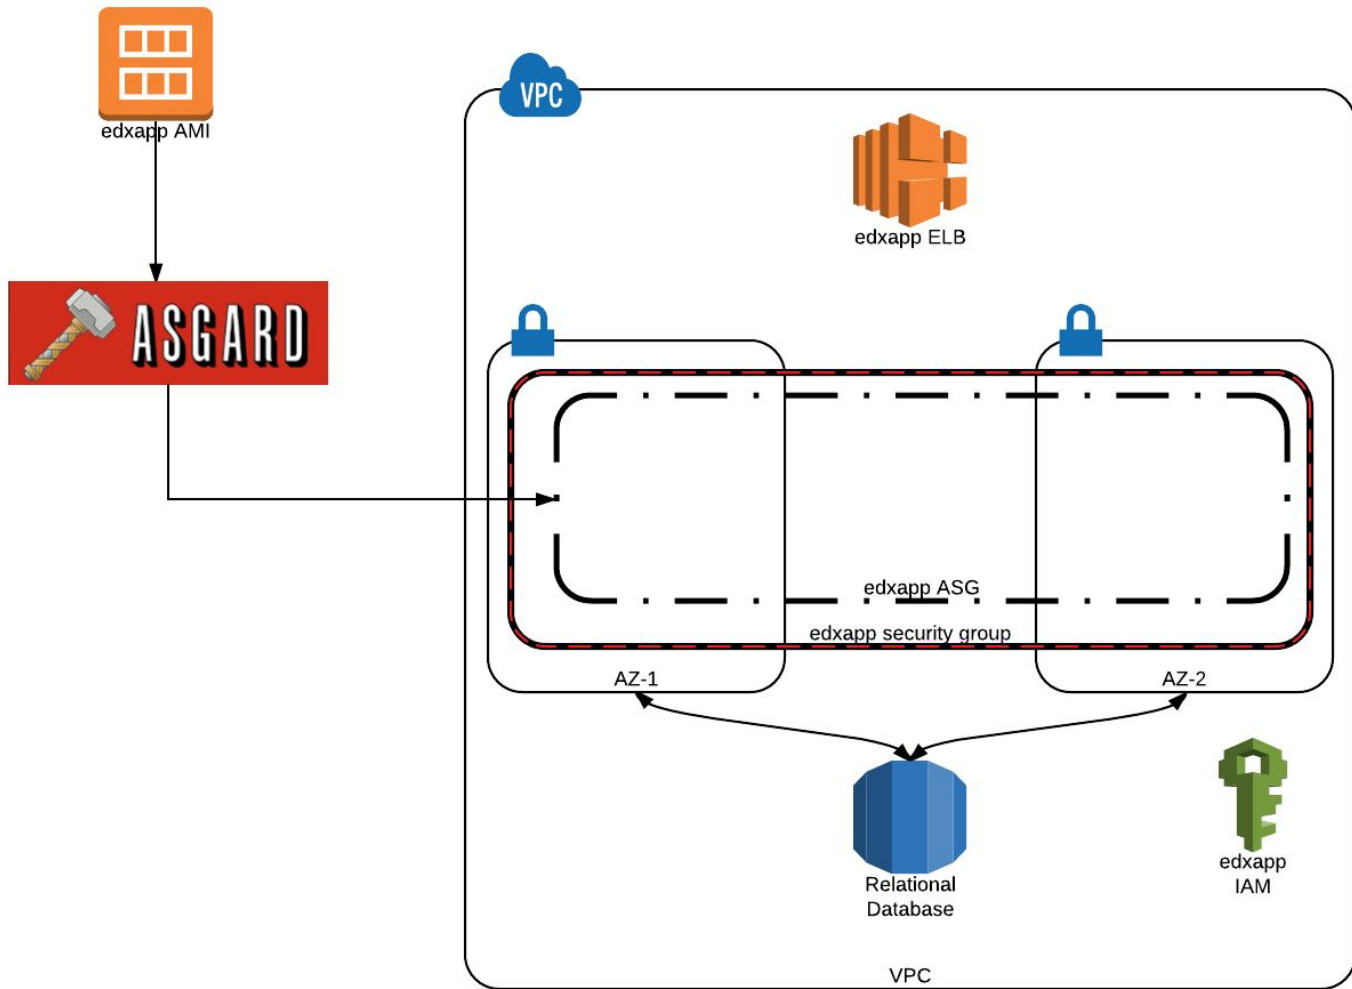 edxapp AMI
VPC
edxapp ELB
ASGARD
edxapp ASG
edxapp security group
AZ-1
AZ-2
Relational
Database
edxapp
IAM
VPC